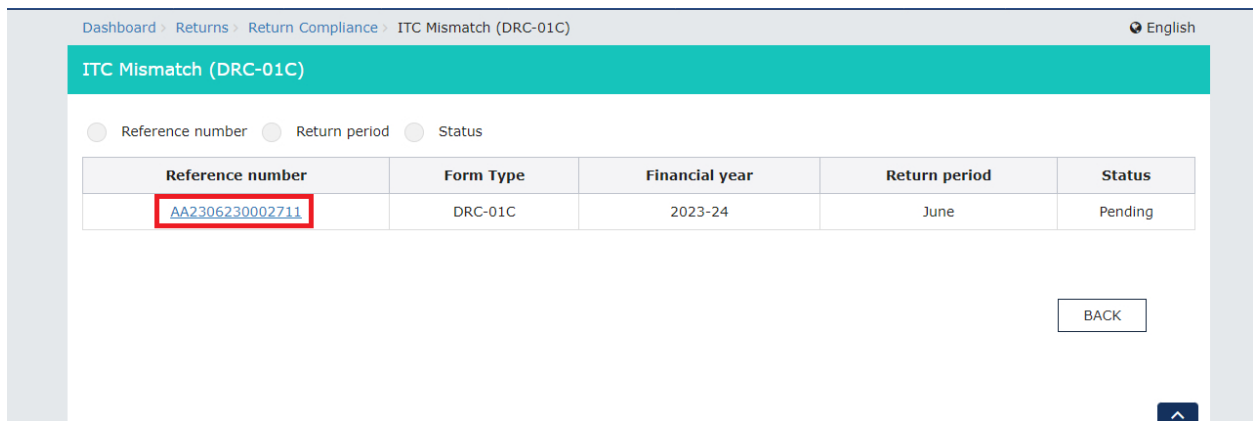 Dashboard > Returns > Return Compliance > ITC Mismatch (DRC-01C) English
ITC Mismatch (DRC-01C)
Reference number Return period Status
Reference number Form Type Financial year Return period Status
AA2306230002711 DRC-01C 2023-24 June Pending
BACK